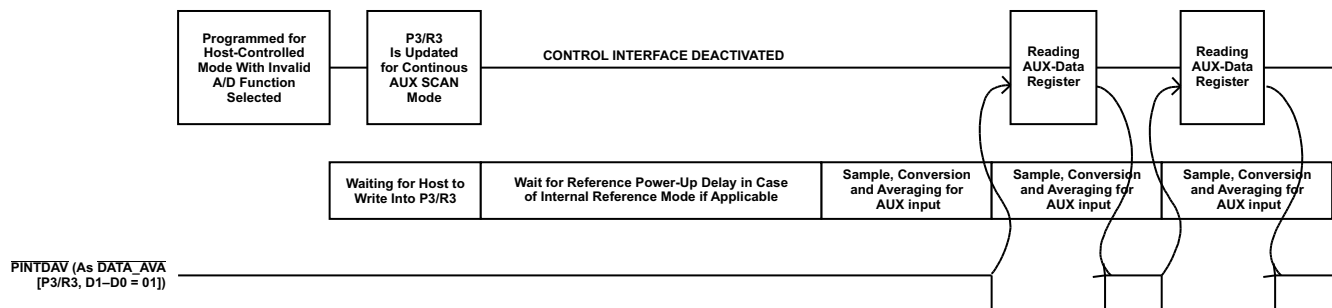 Programmed for
Host-Controlled
Mode With Invalid
A/D Function
Selected
P3/R3
Is Updated
for Continous
AUX SCAN
Mode
CONTROL INTERFACE DEACTIVATED
Reading
AUX-Data
Register
Reading
AUX-Data
Register
Waiting for Host to
Write Into P3/R3
Wait for Reference Power-Up Delay in Case
of Internal Reference Mode if Applicable
Sample, Conversion
and Averaging for
AUX input
Sample, Conversion
and Averaging for
AUX input
Sample, Conversion
and Averaging for
AUX input
PINTDAV (As DATA_AVA
[P3/R3, D1–D0 = 01])